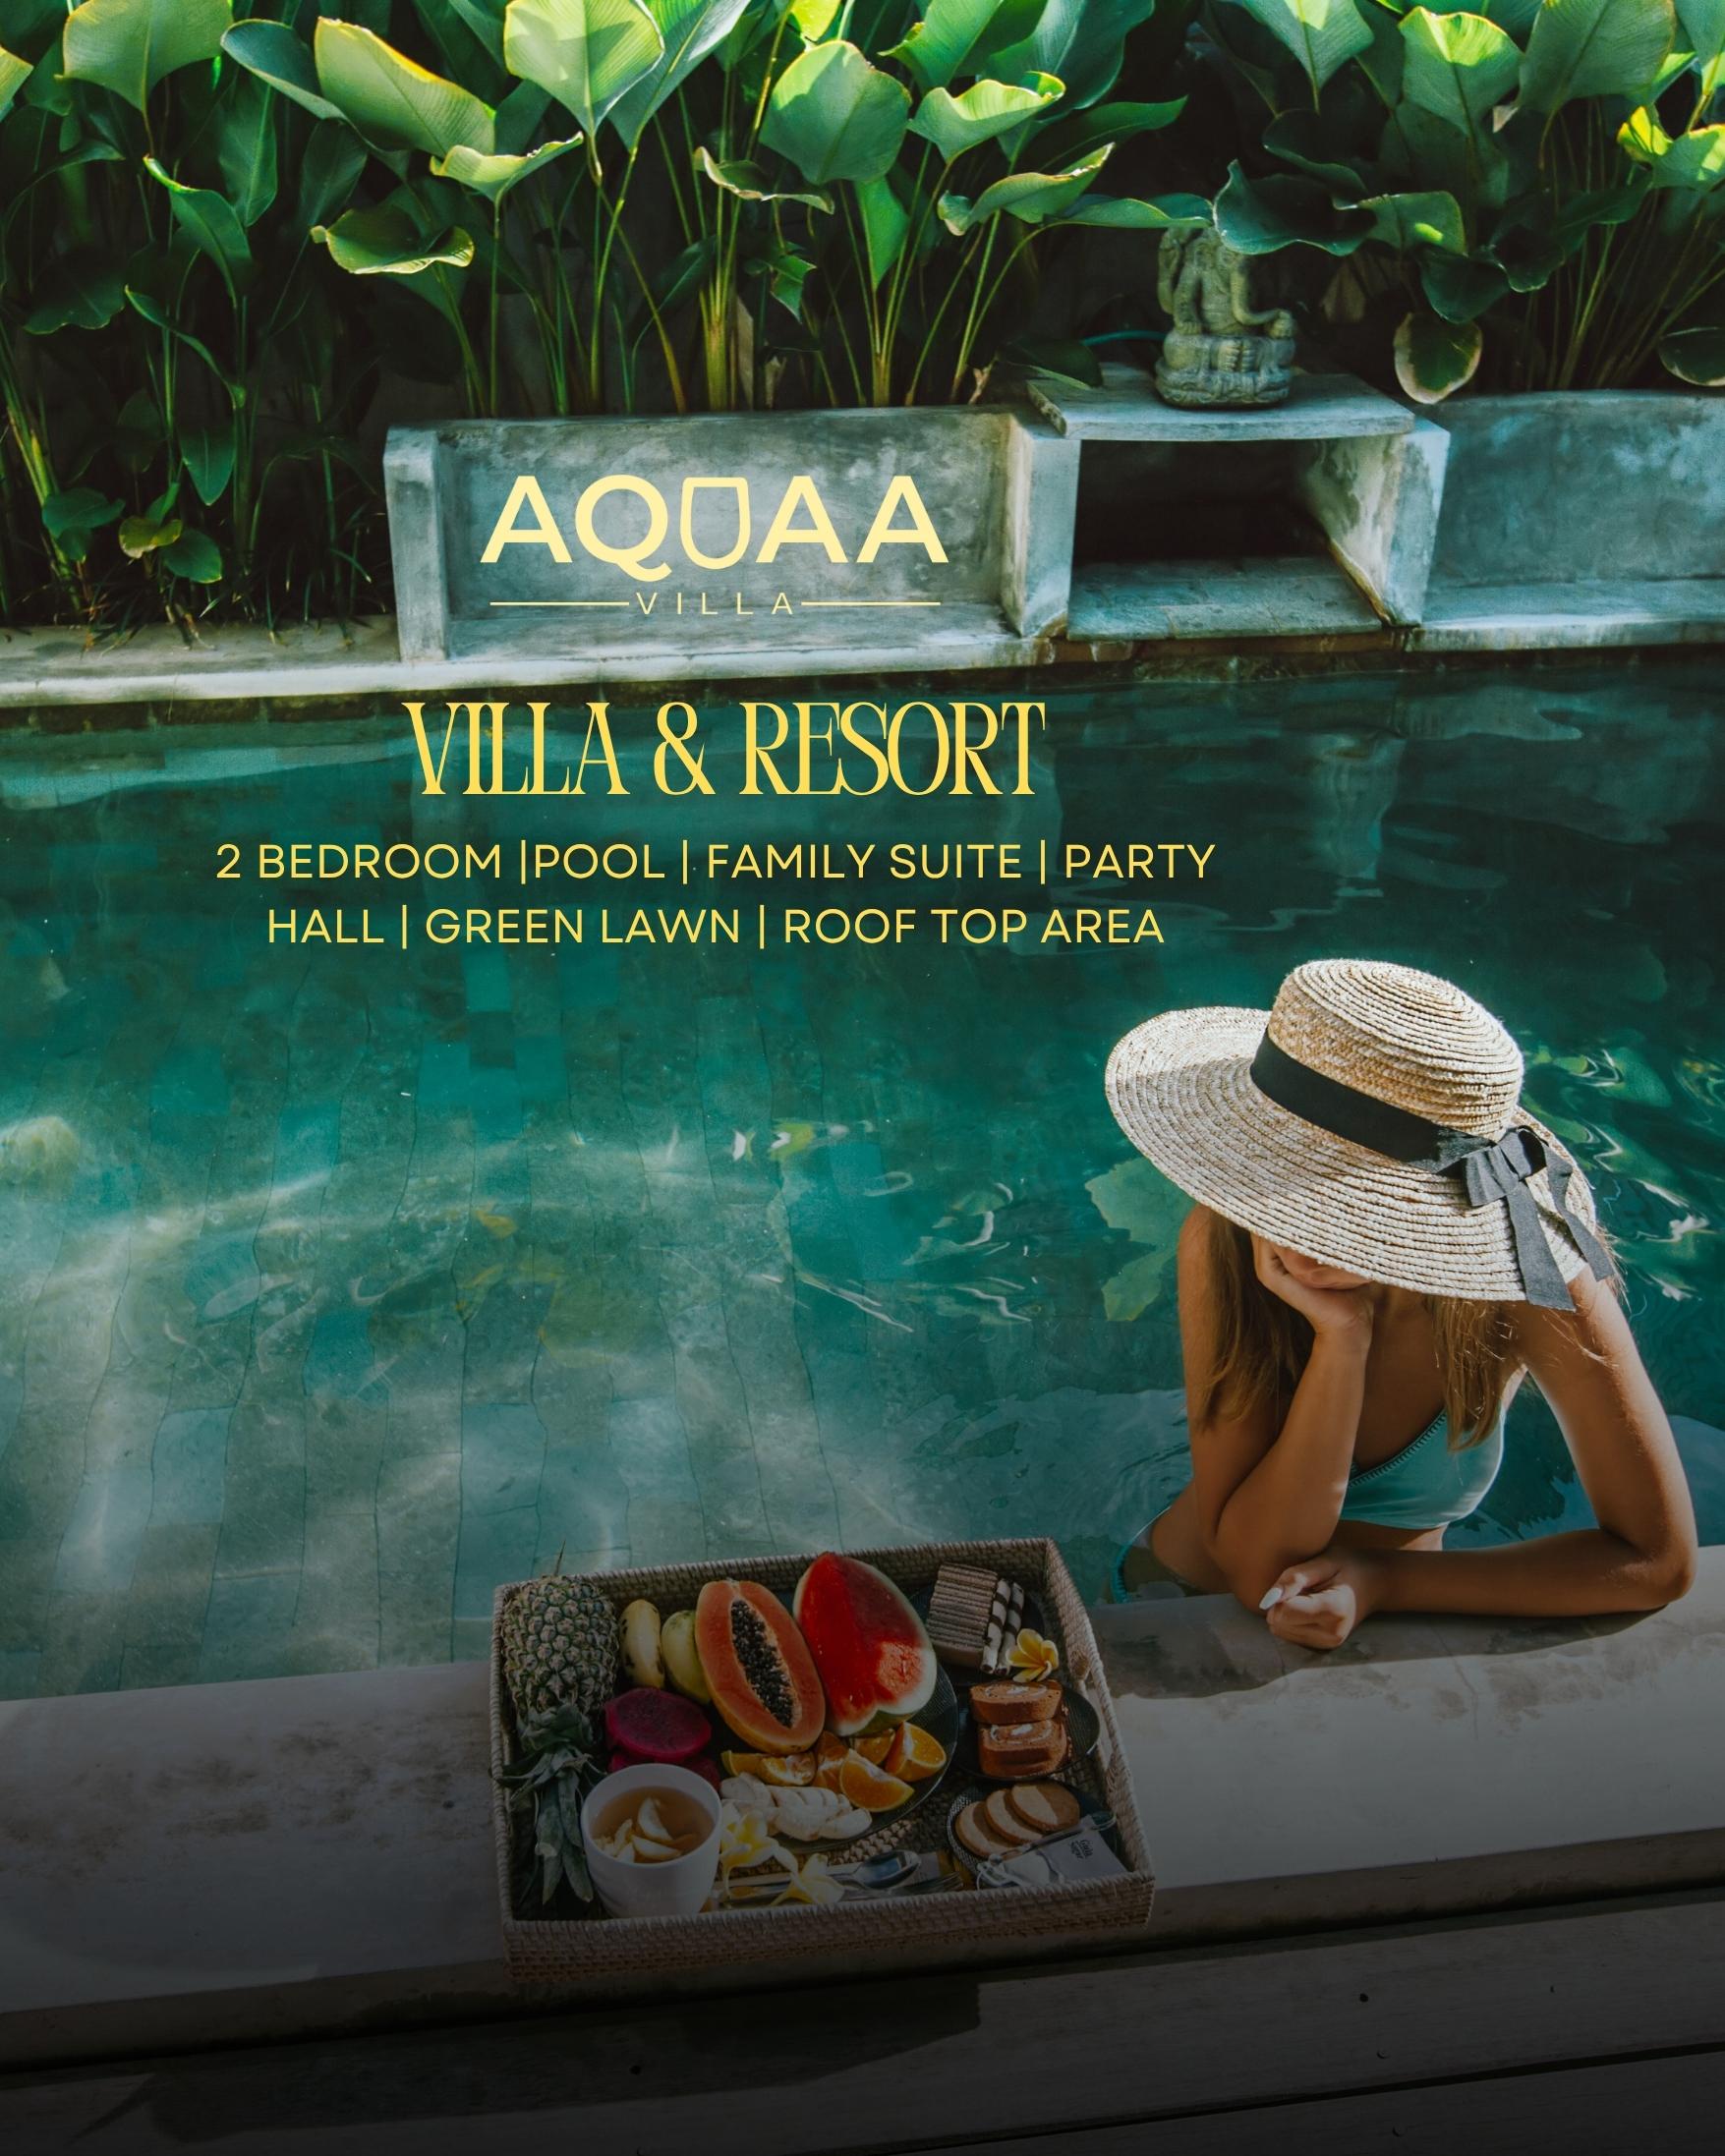 AQUAA
VILLA
VILLA & RESORT
2 BEDROOM |POOL | FAMILY SUITE | PARTY
HALL | GREEN LAWN | ROOF TOP AREA